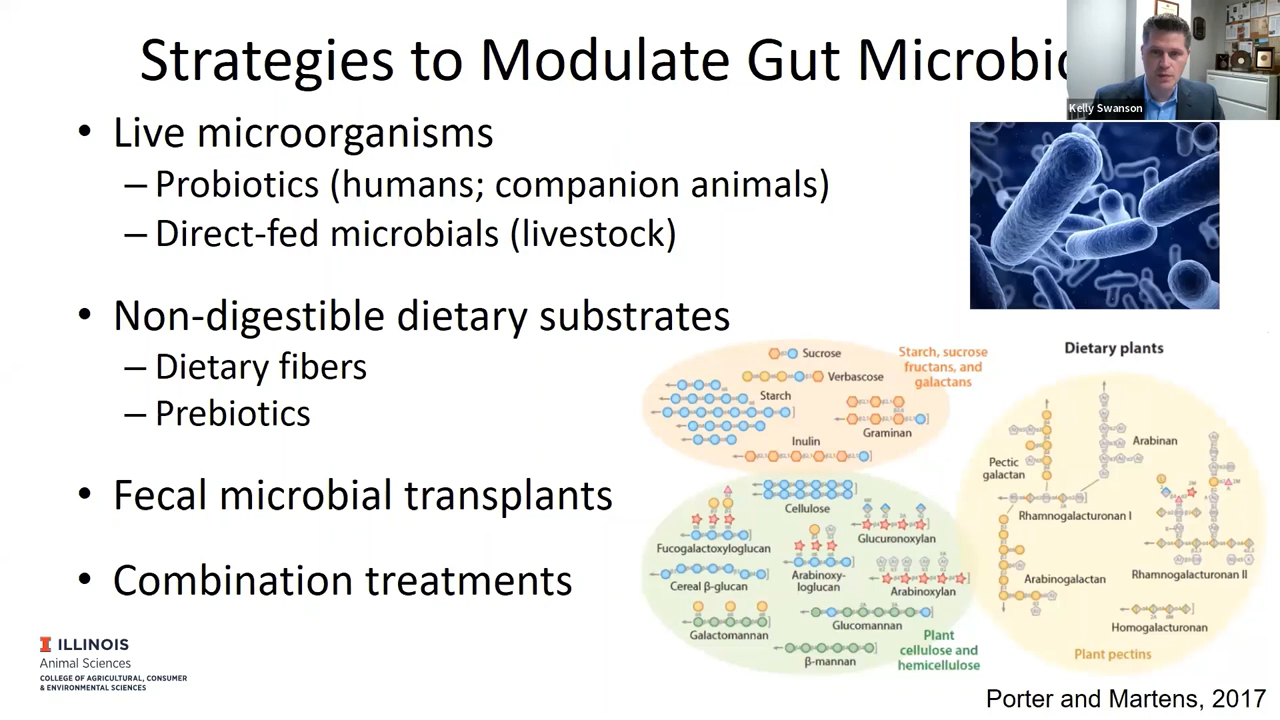 Strategies to Modulate Gut Microbio
Kelly Swanson
• Live microorganisms
– Probiotics (humans; companion animals)
– Direct-fed microbials (livestock)
• Non-digestible dietary substrates
– Dietary fibers
– Prebiotics
• Fecal microbial transplants
• Combination treatments
Dietary plants
Sucrose
Verbascose
Starch
Starch, sucrose
fructans, and
galactans
Inulin
Graminan
Cellulose
Fucogalactoxyloglucan
Glucuronoxylan
Cereal β-glucan
Arabinoxy-
loglucan
Arabinoxylan
Galactomannan
Glucomannan
β-mannan
Plant
cellulose and
hemicellulose
Pectic
galactan
Arabinan
Rhamnogalacturonan I
Arabinogalactan
Rhamnogalacturonan II
Homogalacturonan
Plant pectins
ILLINOIS
Animal Sciences
COLLEGE OF AGRICULTURAL, CONSUMER
& ENVIRONMENTAL SCIENCES
Porter and Martens, 2017